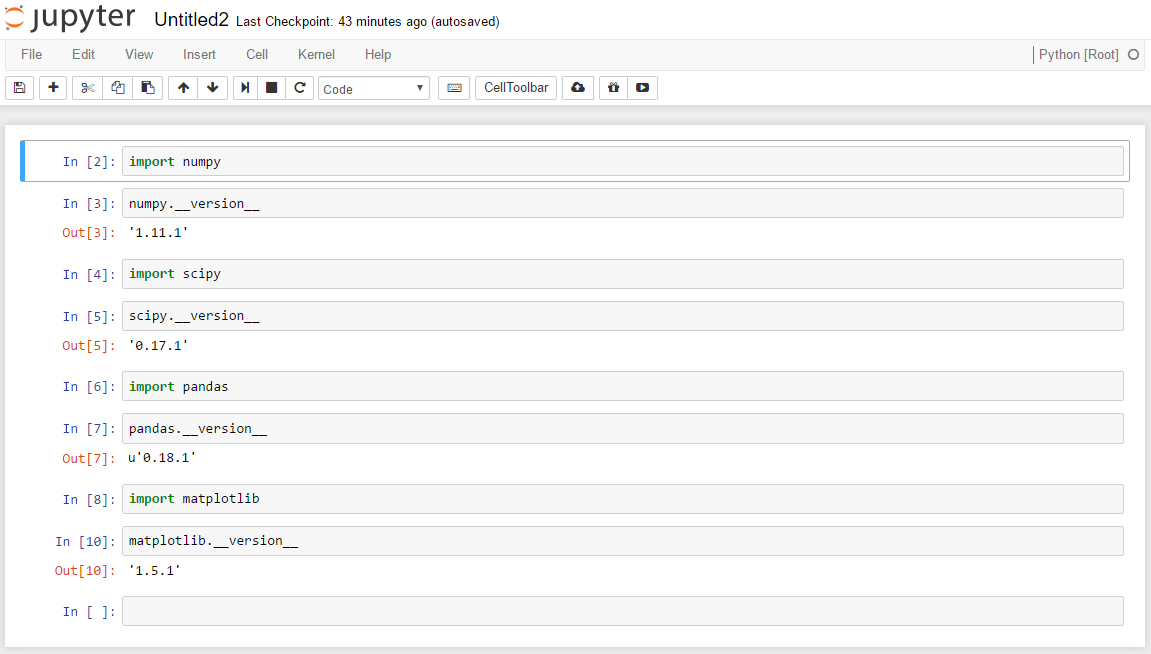 jupyter Untitled2 Last Checkpoint: 43 minutes ago (autosaved)
File Edit View Insert Cell Kernel Help Python [Root]
Code CellToolbar
In [2]: import numpy
In [3]: numpy.__version__
Out[3]: '1.11.1'
In [4]: import scipy
In [5]: scipy.__version__
Out[5]: '0.17.1'
In [6]: import pandas
In [7]: pandas.__version__
Out[7]: u'0.18.1'
In [8]: import matplotlib
In [10]: matplotlib.__version__
Out[10]: '1.5.1'
In [ ]: